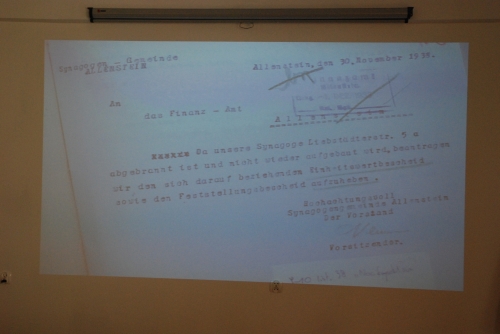 Synagogen - Gemeinde
Allenstein
Allenstein, den 30. November 1938.
An
das Finanz - Amt
Allenstein
Da unsere Synagoge Liebstädterstr. 5 a
abgebrannt ist und nicht wieder aufgebaut wird, beantragen
wir den sich darauf beziehenden Einheitswertbescheid
sowie den Feststellungsbescheid aufzuheben.
Hochachtungsvoll
Synagogengemeinde Allenstein
Der Vorstand
Vorsitzender.